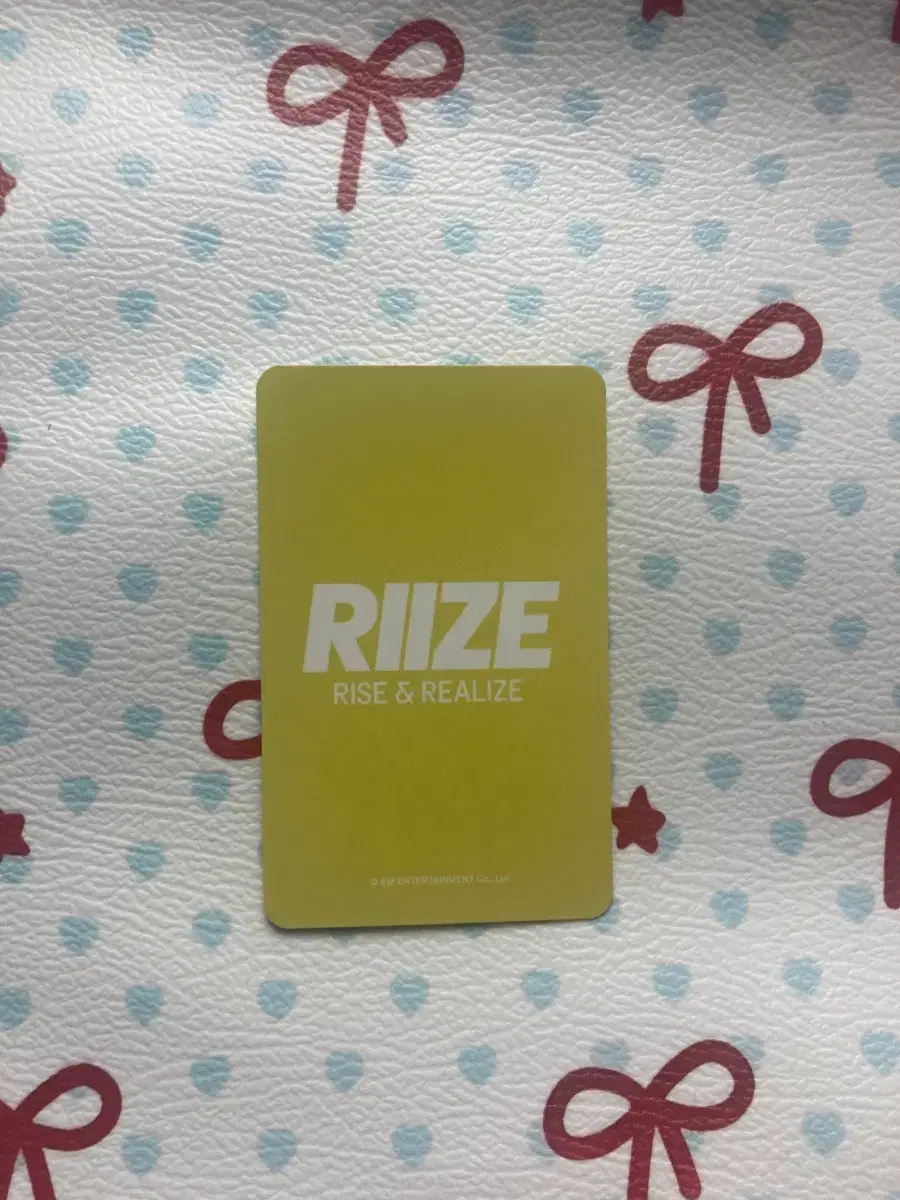 RIIZE
RISE & REALIZE
© SM ENTERTAINMENT Co., Ltd